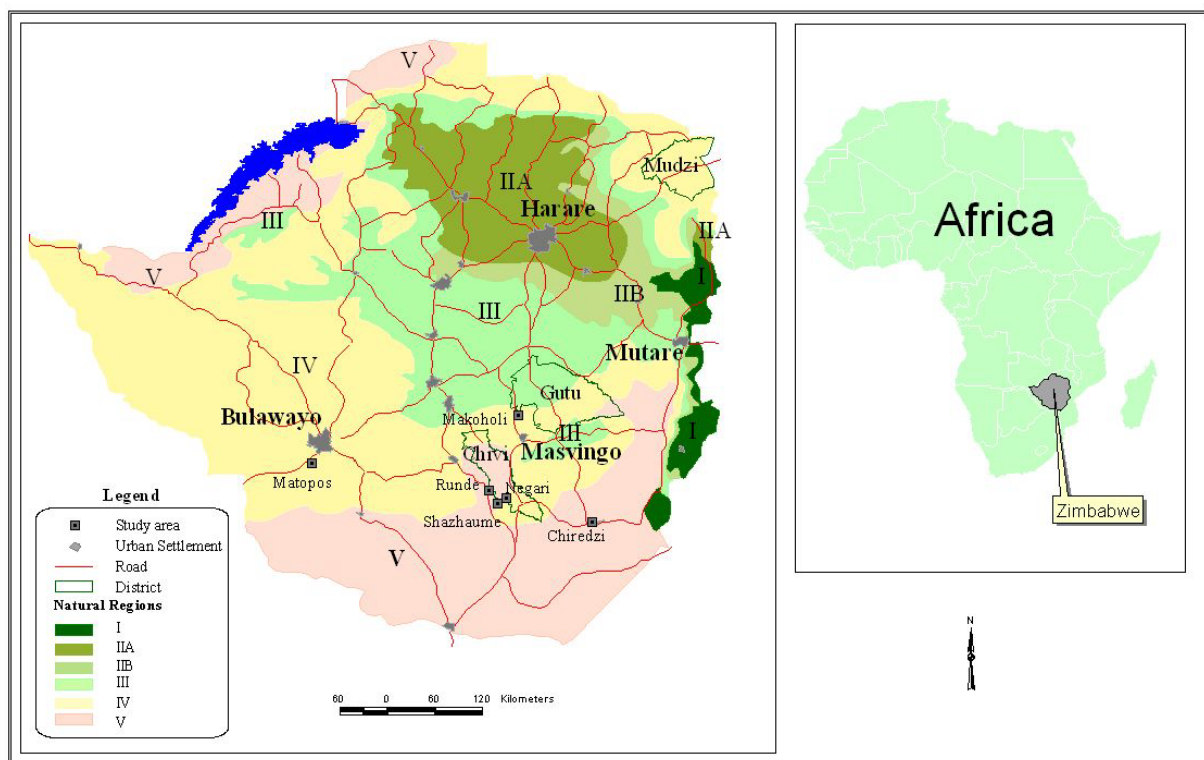 V
Mudzi
IIA
Harare
IIA
III
V
I
IIB
III
Mutare
IV
Gutu
Bulawayo
Makoholi
III
I
Chivi
Masvingo
Matopos
Runde
Negari
Shazhaume
Chiredzi
V
Legend
Study area
Urban Settlement
Road
District
Natural Regions
I
IIA
IIB
III
IV
V
60 0 60 120 Kilometers
Africa
Zimbabwe
N